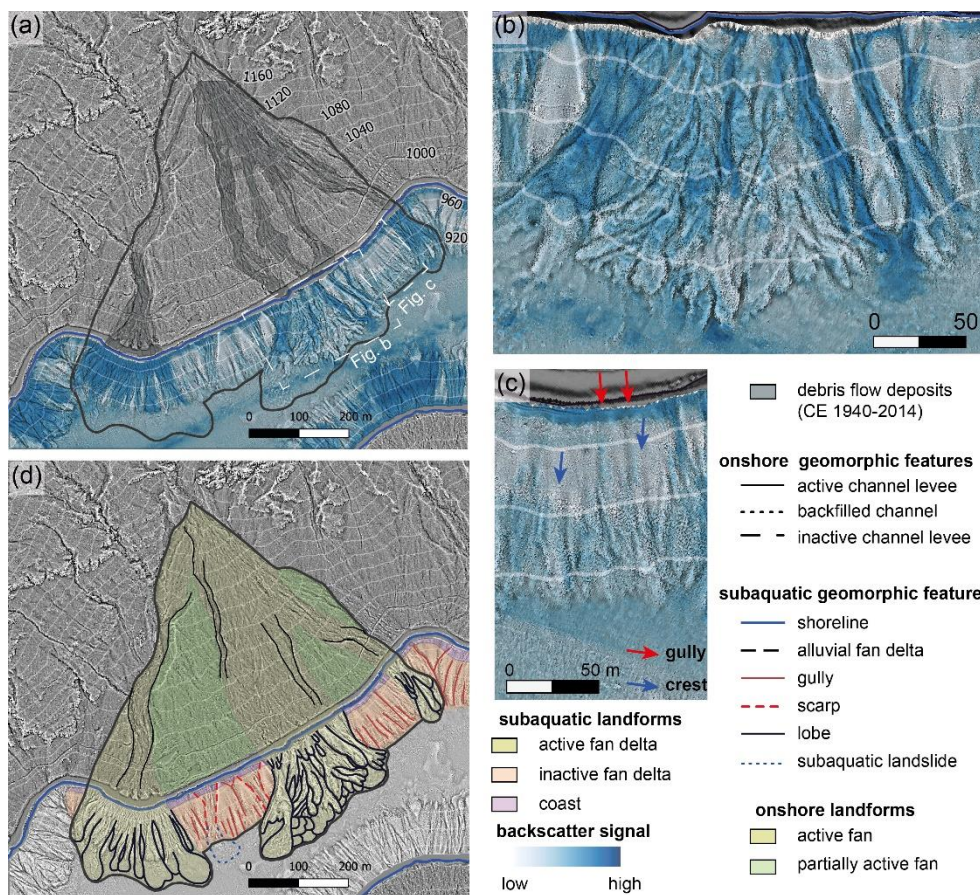 (a)
1160
1120
1080
1040
1000
960
920
Fig. c
Fig. b
0 100 200 m
(b)
0 50
(c)
gully
0 50 m
crest
debris flow deposits
(CE 1940-2014)
onshore geomorphic features
active channel levee
backfilled channel
inactive channel levee
subaquatic geomorphic feature
shoreline
alluvial fan delta
gully
scarp
lobe
subaquatic landslide
(d)
0 100 200 m
subaquatic landforms
active fan delta
inactive fan delta
coast
backscatter signal
low high
onshore landforms
active fan
partially active fan